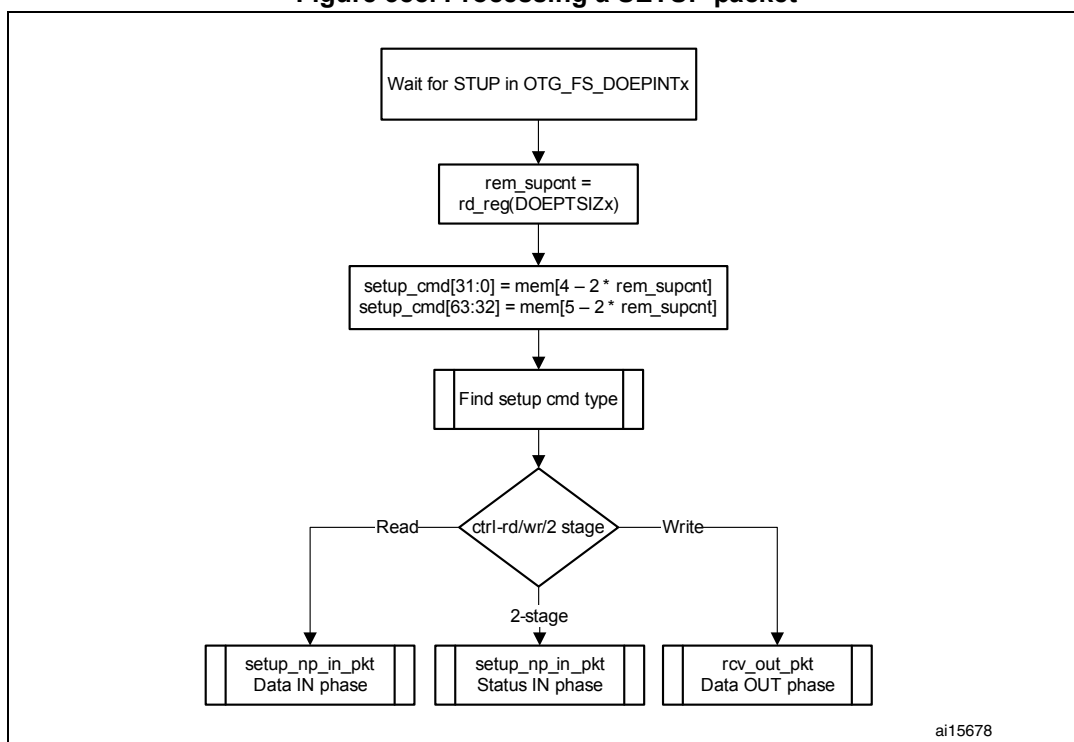 Wait for STUP in OTG_FS_DOEPINTx
rem_supcnt =
rd_reg(DOEPTSIZx)
setup_cmd[31:0] = mem[4 – 2 * rem_supcnt]
setup_cmd[63:32] = mem[5 – 2 * rem_supcnt]
Find setup cmd type
Read
ctrl-rd/wr/2 stage
Write
2-stage
setup_np_in_pkt
Data IN phase
setup_np_in_pkt
Status IN phase
rcv_out_pkt
Data OUT phase
ai15678